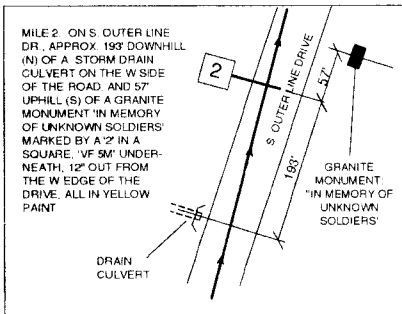 MILE 2. ON S. OUTER LINE
DR., APPROX. 193' DOWNHILL
(N) OF A STORM DRAIN
CULVERT ON THE W SIDE
OF THE ROAD AND 57'
UPHILL (S) OF A GRANITE
MONUMENT 'IN MEMORY
OF UNKNOWN SOLDIERS'
MARKED BY A '2' IN A
SQUARE, 'VF 5M' UNDER-
NEATH, 12" OUT FROM
THE W EDGE OF THE
DRIVE, ALL IN YELLOW
PAINT
2
S. OUTER LINE DRIVE
57'
193'
GRANITE
MONUMENT:
"IN MEMORY OF
UNKNOWN
SOLDIERS'
DRAIN
CULVERT